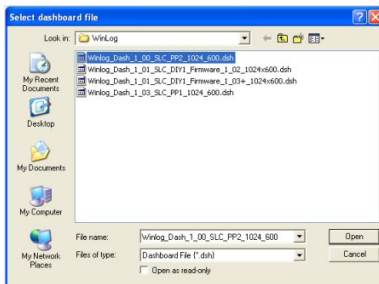 Select dashboard file
Look in: WinLog
Winlog_Dash_1_00_SLC_PP2_1024_600.dsh
Winlog_Dash_1_01_SLC_DIY1_Firmware_1_02_1024x600.dsh
Winlog_Dash_1_01_SLC_DIY1_Firmware_1_03+_1024x600.dsh
Winlog_Dash_1_03_SLC_PP1_1024_600.dsh
My Recent
Documents
Desktop
My Documents
My Computer
My Network
Places
File name: Winlog_Dash_1_00_SLC_PP2_1024_600 Open
Files of type: Dashboard File (*.dsh) Cancel
Open as read-only